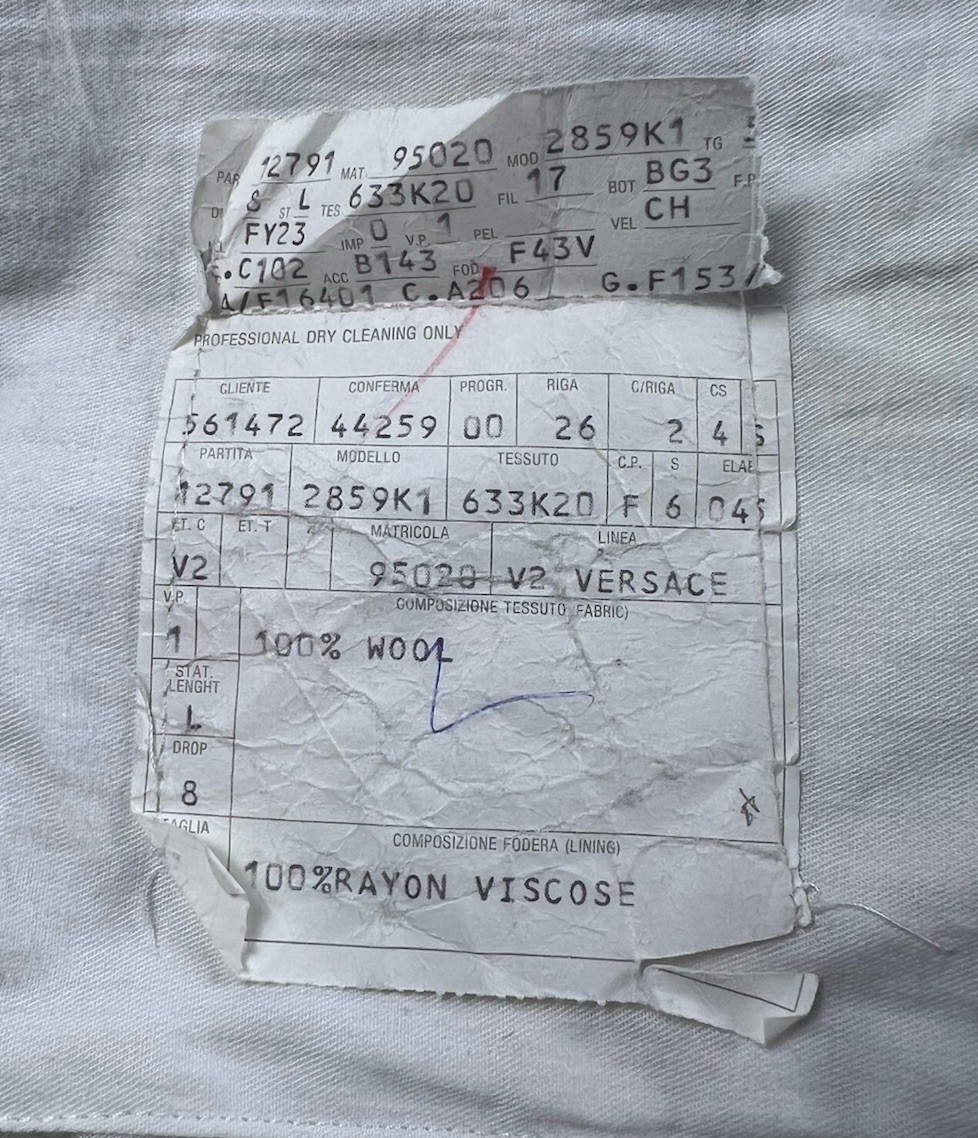 PAR 12791 MAT 95020 MOD 2859K1 TG
8 ST L TES 633K20 FIL 17 BOT BG3 F.P
FY23 IMP 0 V.P. 1 PEL VEL CH
.C102 ACC B143 FOD F43V
A/F16401 C.A206 G.F153/
PROFESSIONAL DRY CLEANING ONLY
CLIENTE CONFERMA PROGR. RIGA C/RIGA CS
561472 44259 00 26 2 4
PARTITA MODELLO TESSUTO C.P. S ELAE
12791 2859K1 633K20 F 6 045
ET. C ET. T MATRICOLA LINEA
V2 95020 V2 VERSACE
V.P. COMPOSIZIONE TESSUTO (FABRIC)
1 100% WOOL
STAT.
LENGHT
L
DROP
8
TAGLIA COMPOSIZIONE FODERA (LINING)
100%RAYON VISCOSE